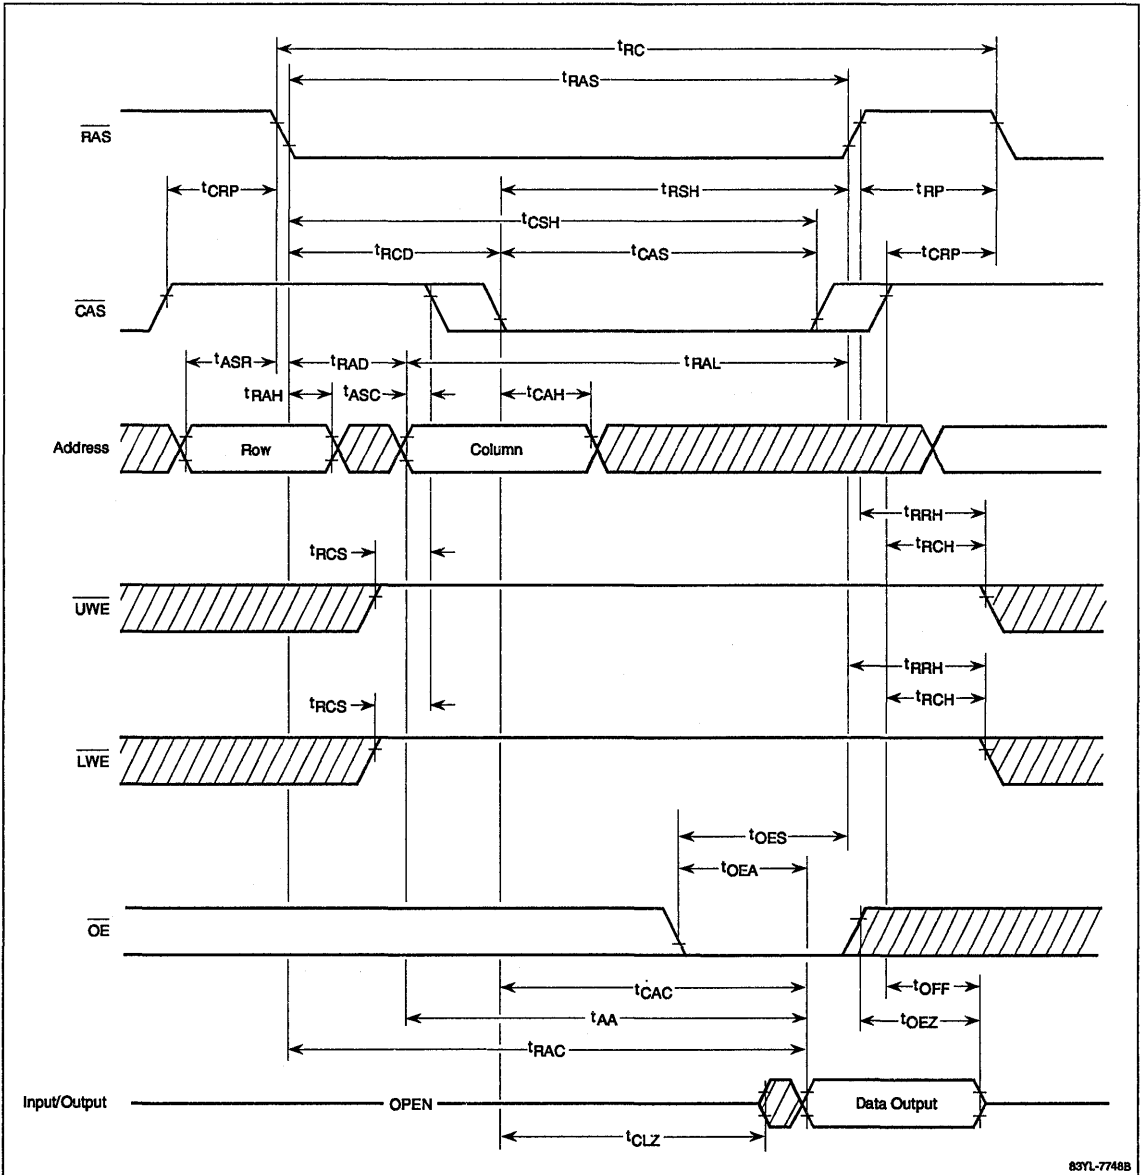 tRC
tRAS
RAS
tCRP
tRSH
tRP
tCSH
tRCD
tCAS
tCRP
CAS
tASR
tRAD
tRAL
tRAH
tASC
tCAH
Address
Row
Column
tRRH
tRCS
tRCH
UWE
tRRH
tRCS
tRCH
LWE
tOES
tOEA
OE
tCAC
tOFF
tAA
tOEZ
tRAC
Input/Output
OPEN
Data Output
tCLZ
83YL-7748B